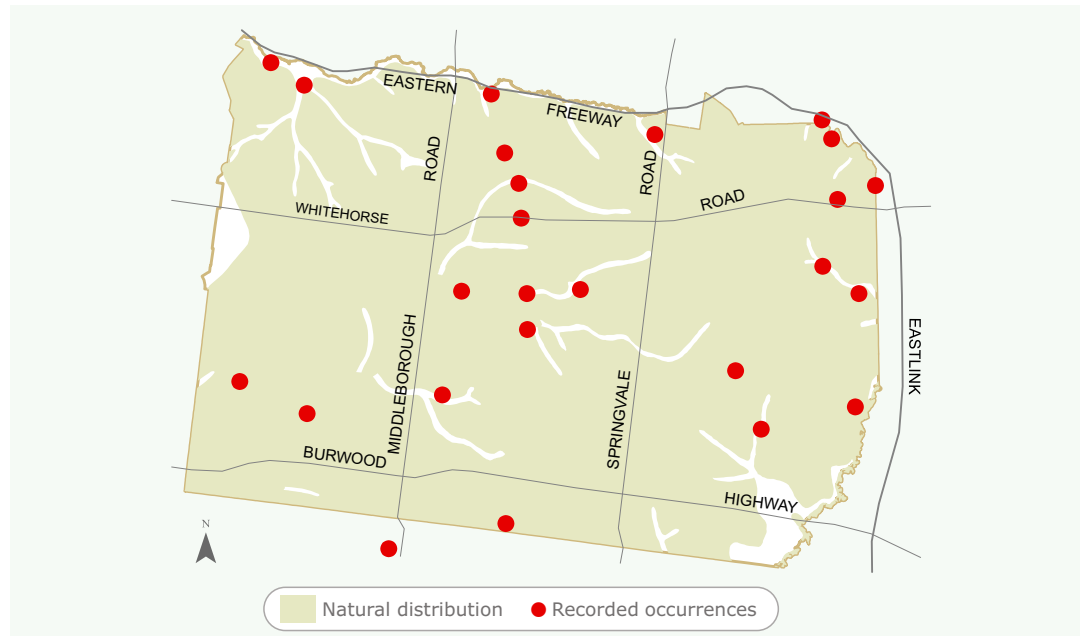 EASTERN
FREEWAY
ROAD
ROAD
ROAD
WHITEHORSE
EASTLINK
MIDDLEBOROUGH
SPRINGVALE
BURWOOD
HIGHWAY
N
Natural distribution
Recorded occurrences